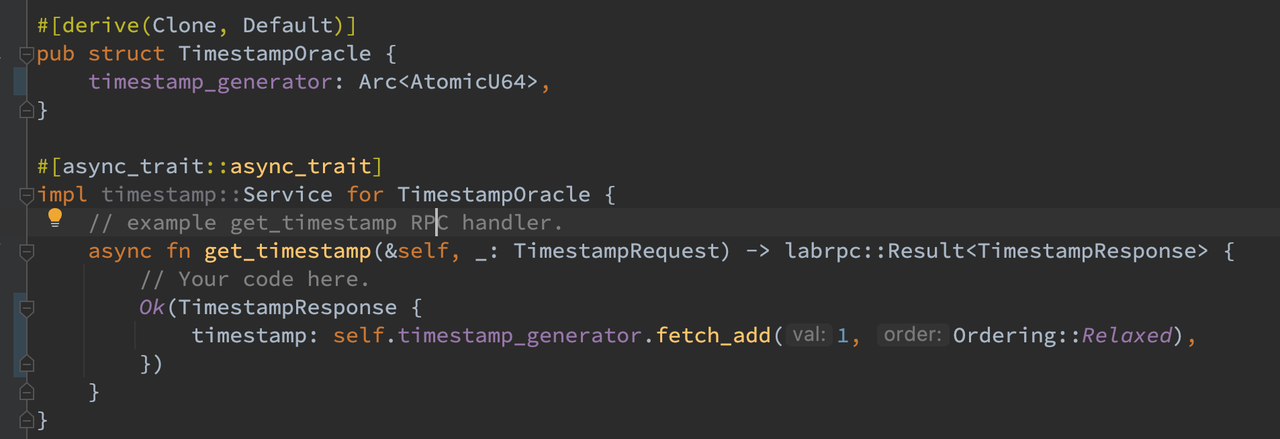 #[derive(Clone, Default)]
pub struct TimestampOracle {
    timestamp_generator: Arc<AtomicU64>,
}

#[async_trait::async_trait]
impl timestamp::Service for TimestampOracle {
    // example get_timestamp RPC handler.
    async fn get_timestamp(&self, _: TimestampRequest) -> labrpc::Result<TimestampResponse> {
        // Your code here.
        Ok(TimestampResponse {
            timestamp: self.timestamp_generator.fetch_add( val: 1, order: Ordering::Relaxed),
        })
    }
}